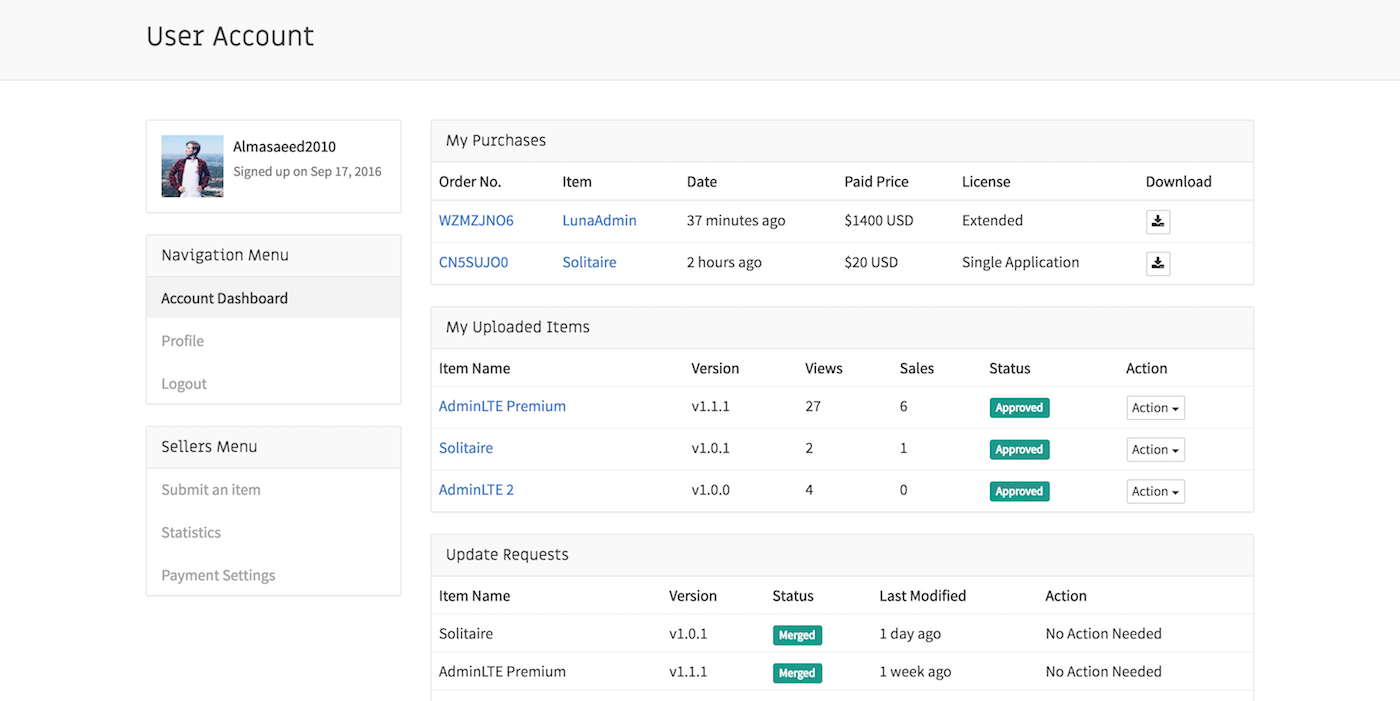 User Account
Almasaeed2010
Signed up on Sep 17, 2016
Navigation Menu
Account Dashboard
Profile
Logout
Sellers Menu
Submit an item
Statistics
Payment Settings
My Purchases
Order No. Item Date Paid Price License Download
WZMZJNO6 LunaAdmin 37 minutes ago $1400 USD Extended
CN5SUJO0 Solitaire 2 hours ago $20 USD Single Application
My Uploaded Items
Item Name Version Views Sales Status Action
AdminLTE Premium v1.1.1 27 6 Approved Action
Solitaire v1.0.1 2 1 Approved Action
AdminLTE 2 v1.0.0 4 0 Approved Action
Update Requests
Item Name Version Status Last Modified Action
Solitaire v1.0.1 Merged 1 day ago No Action Needed
AdminLTE Premium v1.1.1 Merged 1 week ago No Action Needed